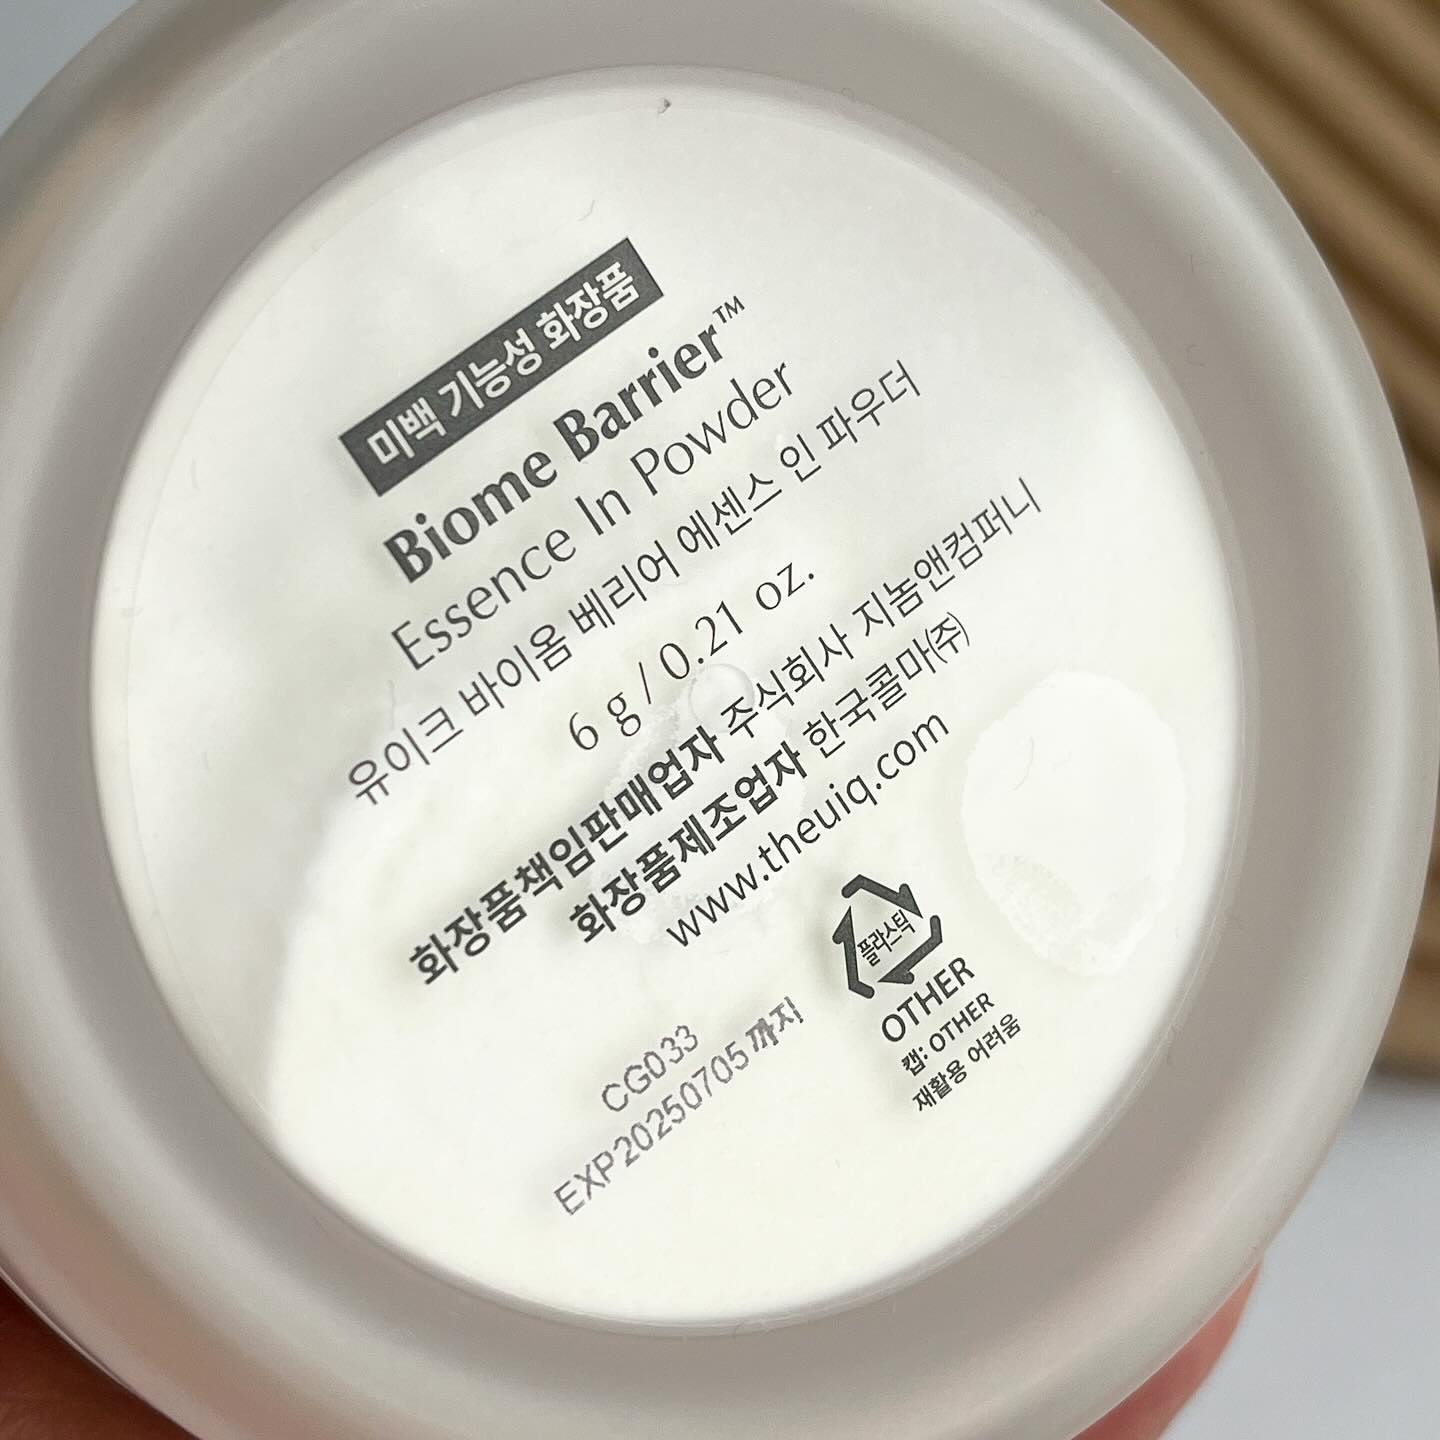 미백 기능성 화장품
Biome Barrier™
Essence In Powder
유이크 바이옴 베리어 에센스 인 파우더
6 g / 0.21 oz.
화장품책임판매업자 주식회사 지놈앤컴퍼니
화장품제조업자 한국콜마(주)
www.theuiq.com
플라스틱
OTHER
캡: OTHER
재활용 어려움
CG033
EXP20250705까지